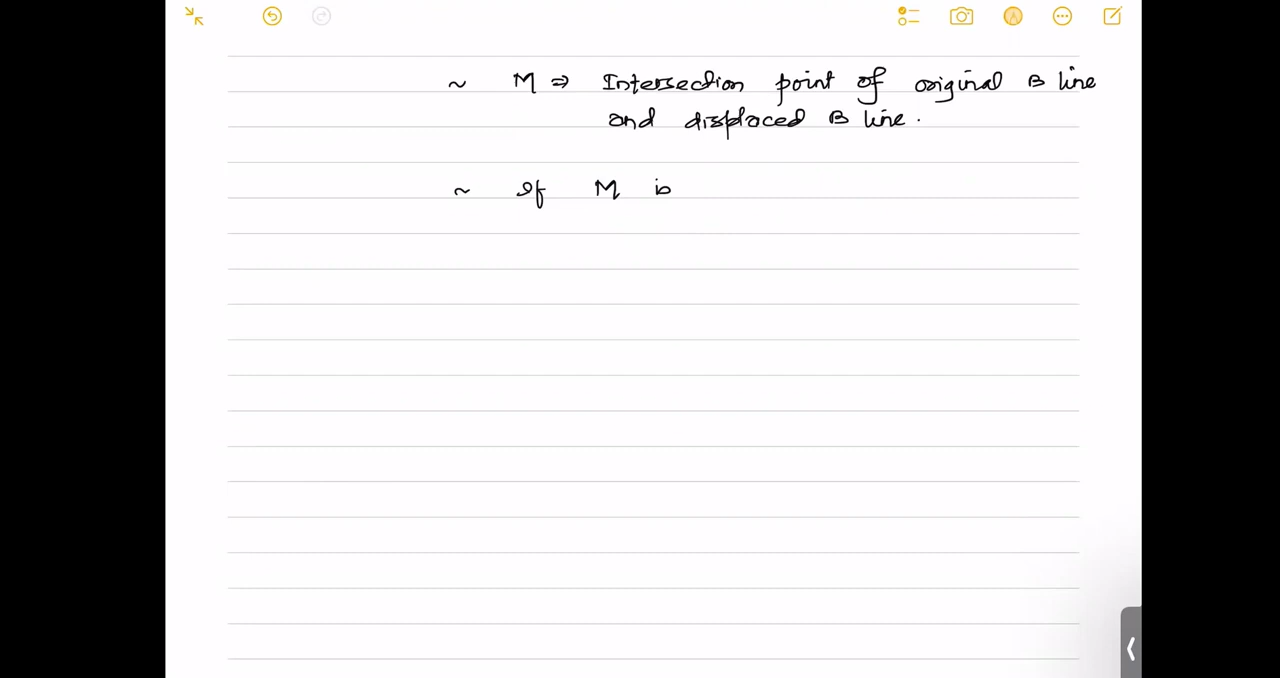 ~ M ⇒ Intersection point of original B line
and displaced B line.
~ If M is